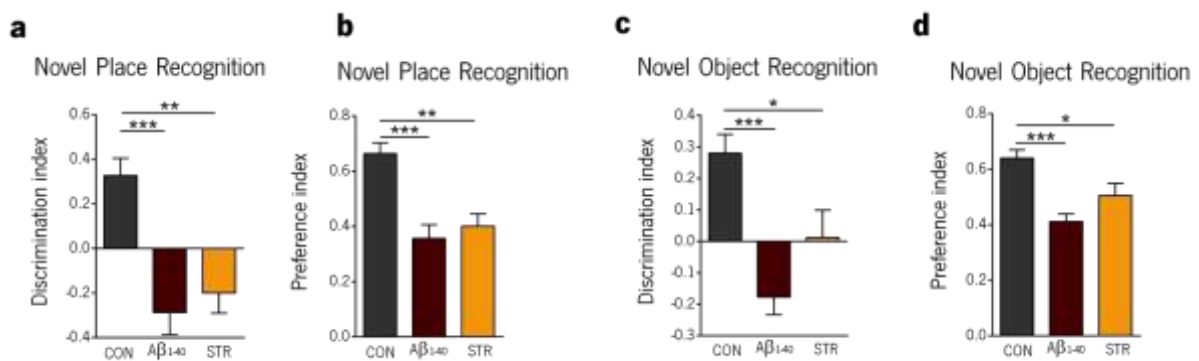 a
Novel Place Recognition
Discrimination index
0.6
0.4
0.2
0.0
-0.2
-0.4
**
***
CON Aβ1-40 STR
b
Novel Place Recognition
Preference index
0.8
0.6
0.4
0.2
0.0
**
***
CON Aβ1-40 STR
c
Novel Object Recognition
Discrimination index
0.4
0.3
0.2
0.1
0.0
-0.1
-0.2
-0.3
*
***
CON Aβ1-40 STR
d
Novel Object Recognition
Preference index
0.8
0.6
0.4
0.2
0.0
*
***
CON Aβ1-40 STR